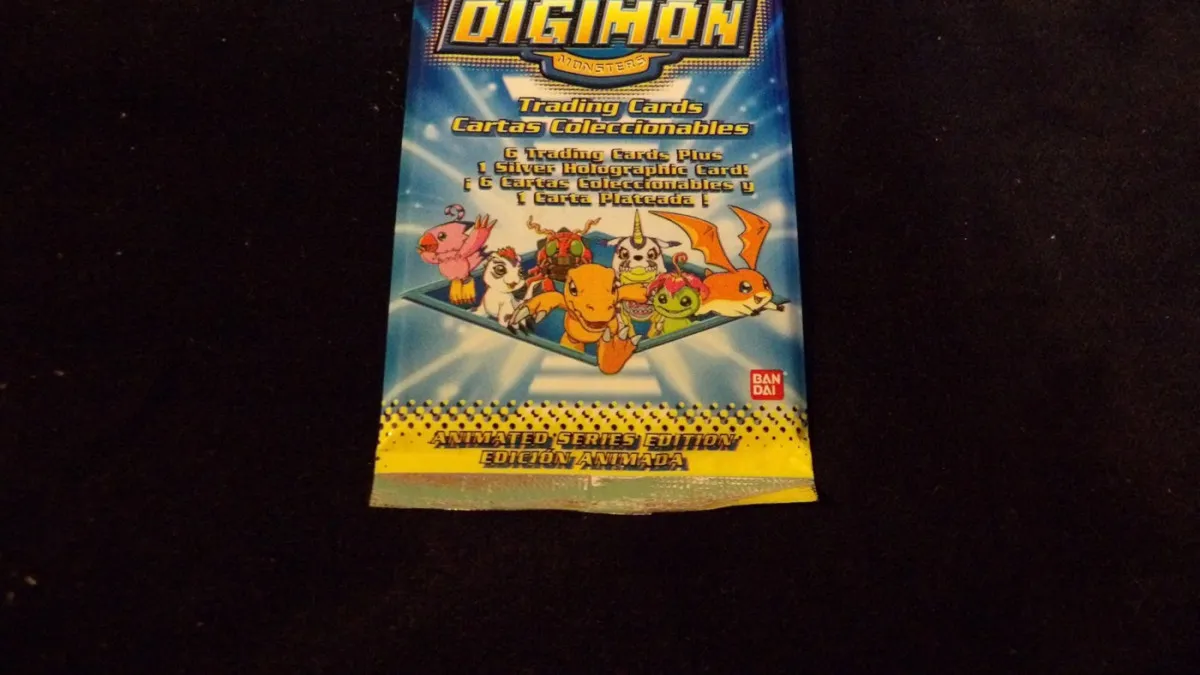 DIGIMON
MONSTERS
Trading Cards
Cartas Coleccionables
6 Trading Cards Plus
1 Silver Holographic Card!
¡ 6 Cartas Coleccionables y
1 Carta Plateada !
BAN
DAI
ANIMATED SERIES EDITION
EDICIÓN ANIMADA